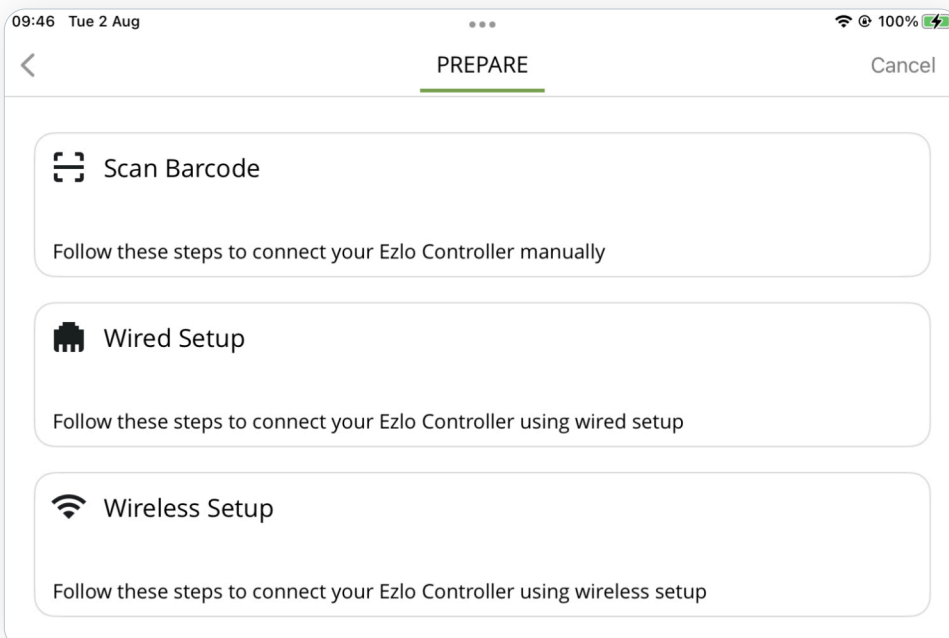 09:46 Tue 2 Aug
100%
PREPARE
Cancel
Scan Barcode
Follow these steps to connect your Ezlo Controller manually
Wired Setup
Follow these steps to connect your Ezlo Controller using wired setup
Wireless Setup
Follow these steps to connect your Ezlo Controller using wireless setup